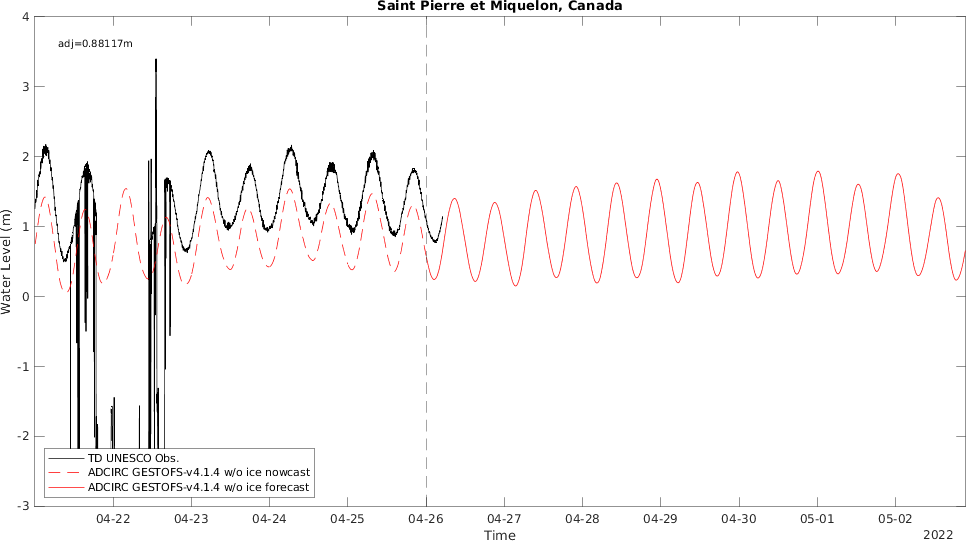 Saint Pierre et Miquelon, Canada
adj=0.88117m
4
3
2
1
0
-1
-2
-3
Water Level (m)
TD UNESCO Obs.
ADCIRC GESTOFS-v4.1.4 w/o ice nowcast
ADCIRC GESTOFS-v4.1.4 w/o ice forecast
04-22 04-23 04-24 04-25 04-26 04-27 04-28 04-29 04-30 05-01 05-02
Time
2022